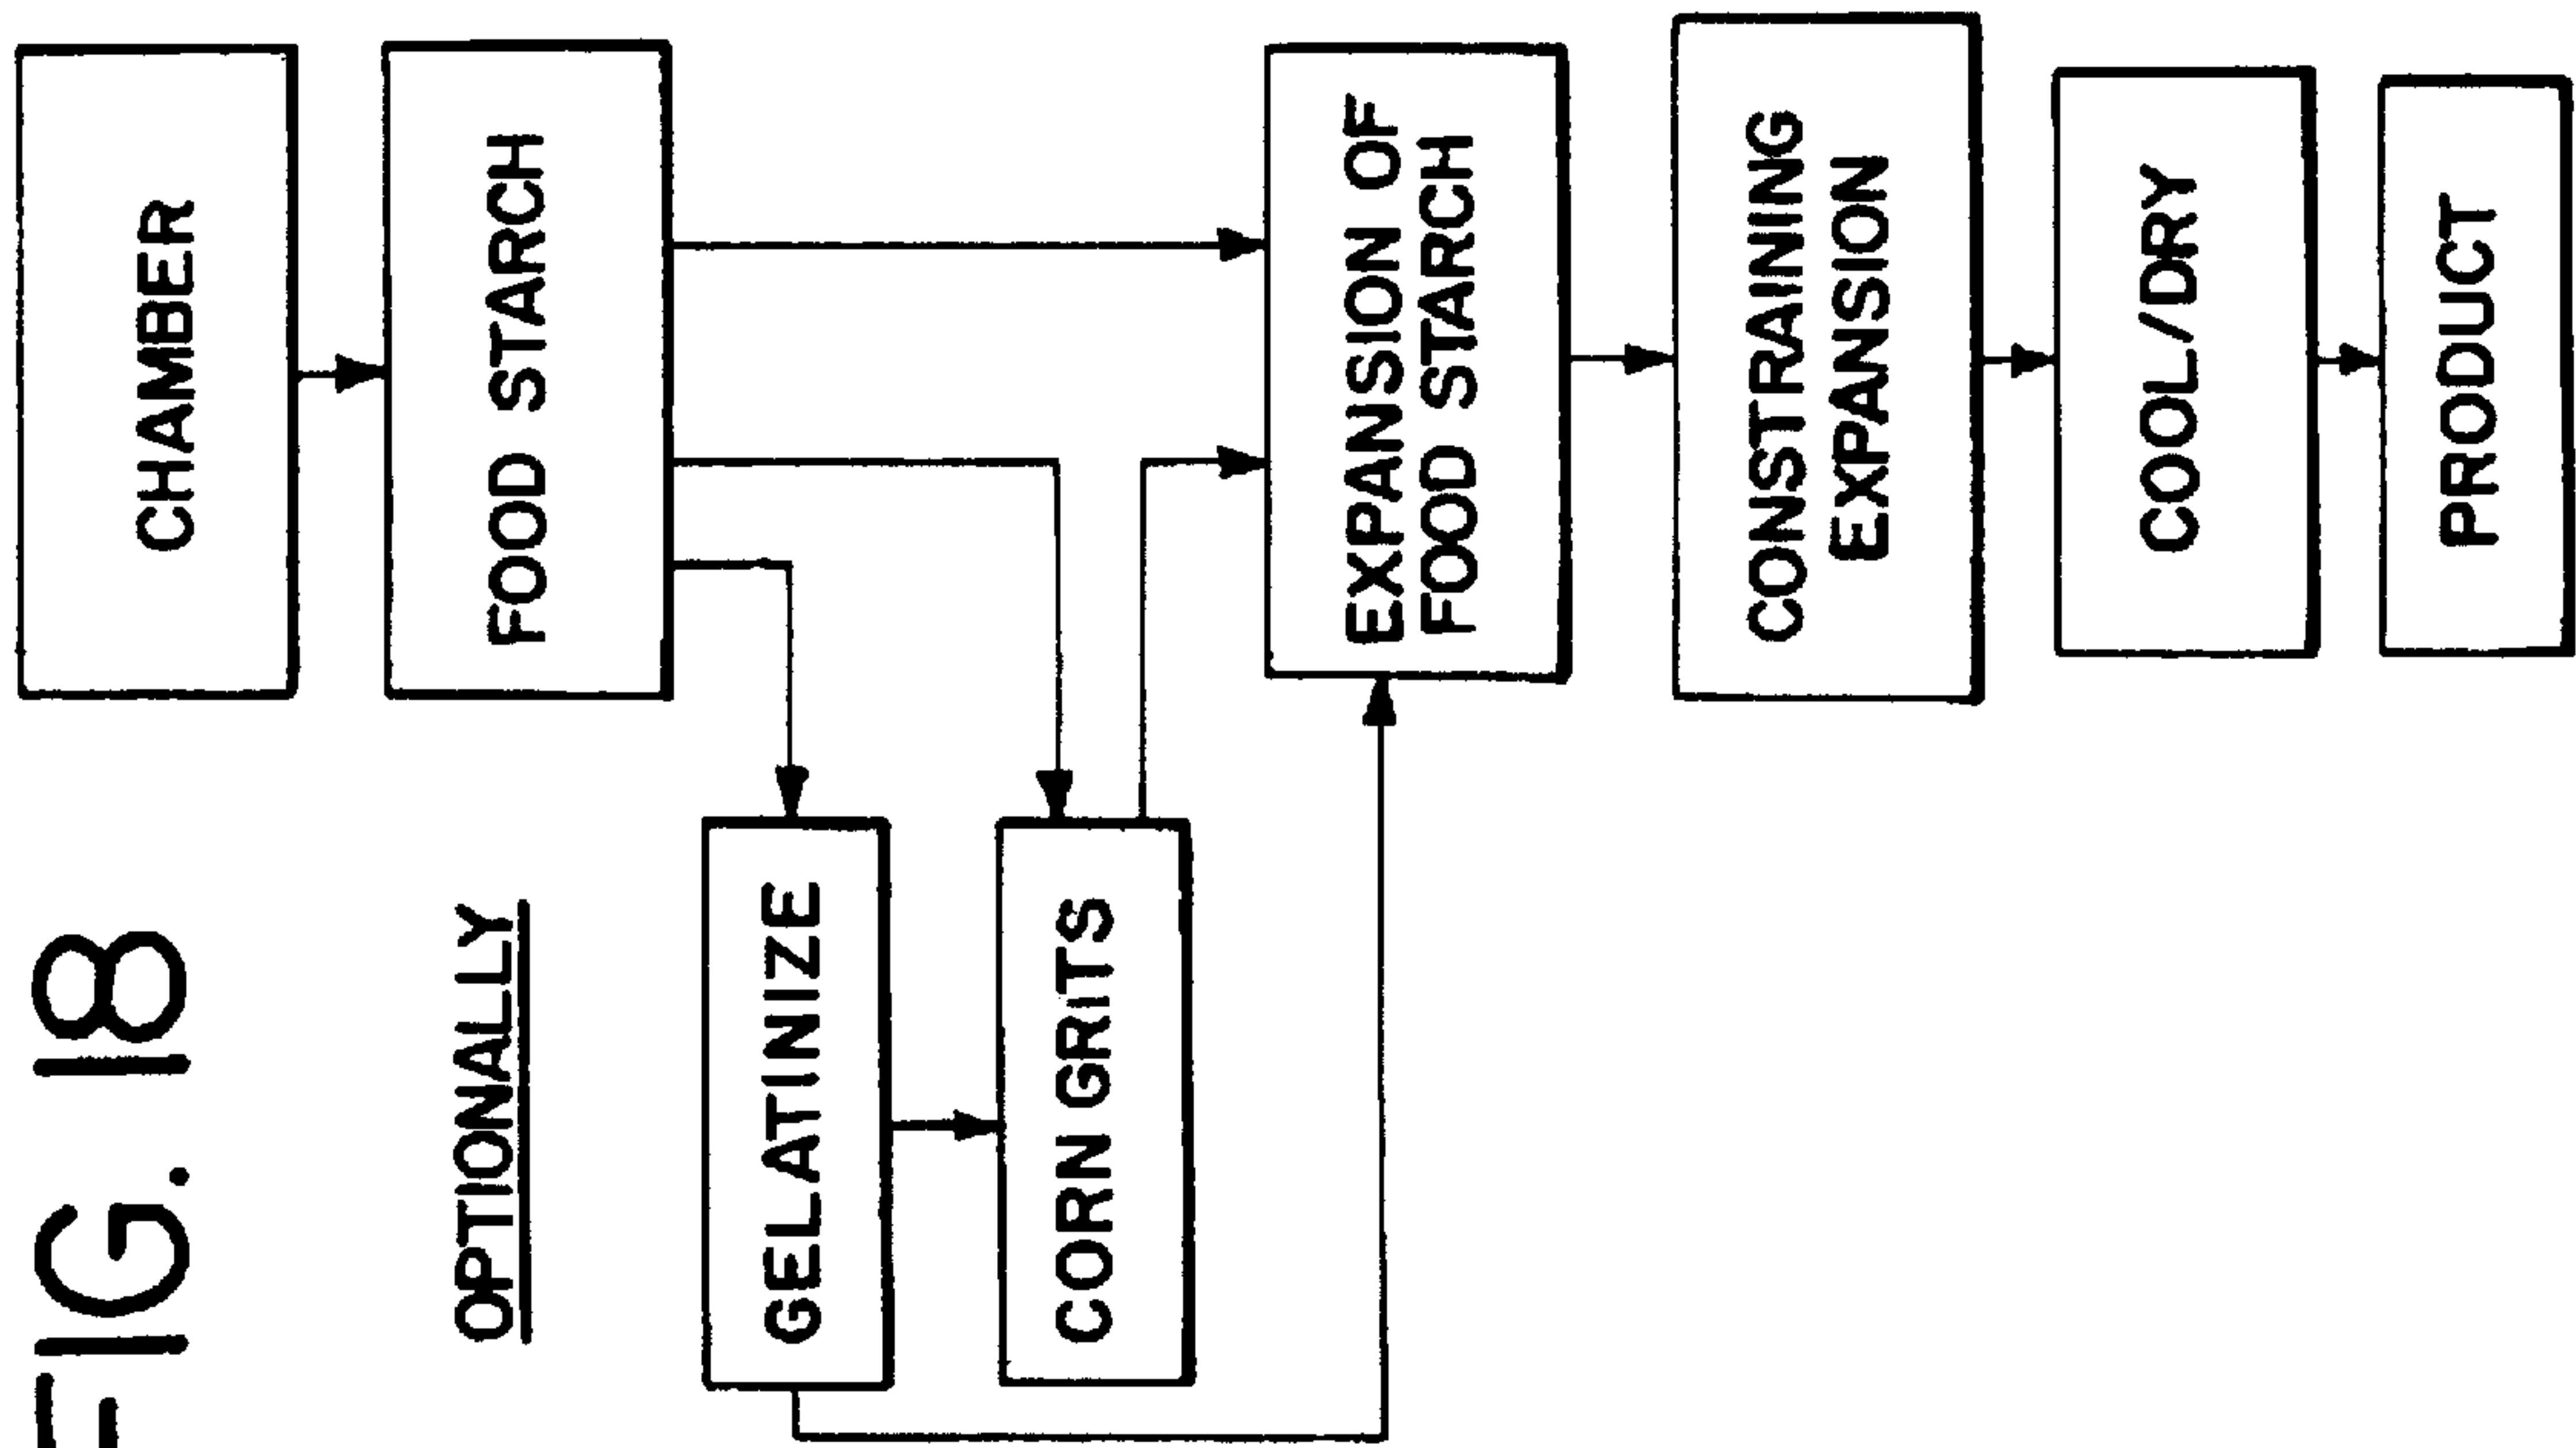 FIG. 18
OPTIONALLY
CHAMBER
FOOD STARCH
GELATINIZE
CORN GRITS
EXPANSION OF
FOOD STARCH
CONSTRAINING
EXPANSION
COOL/DRY
PRODUCT